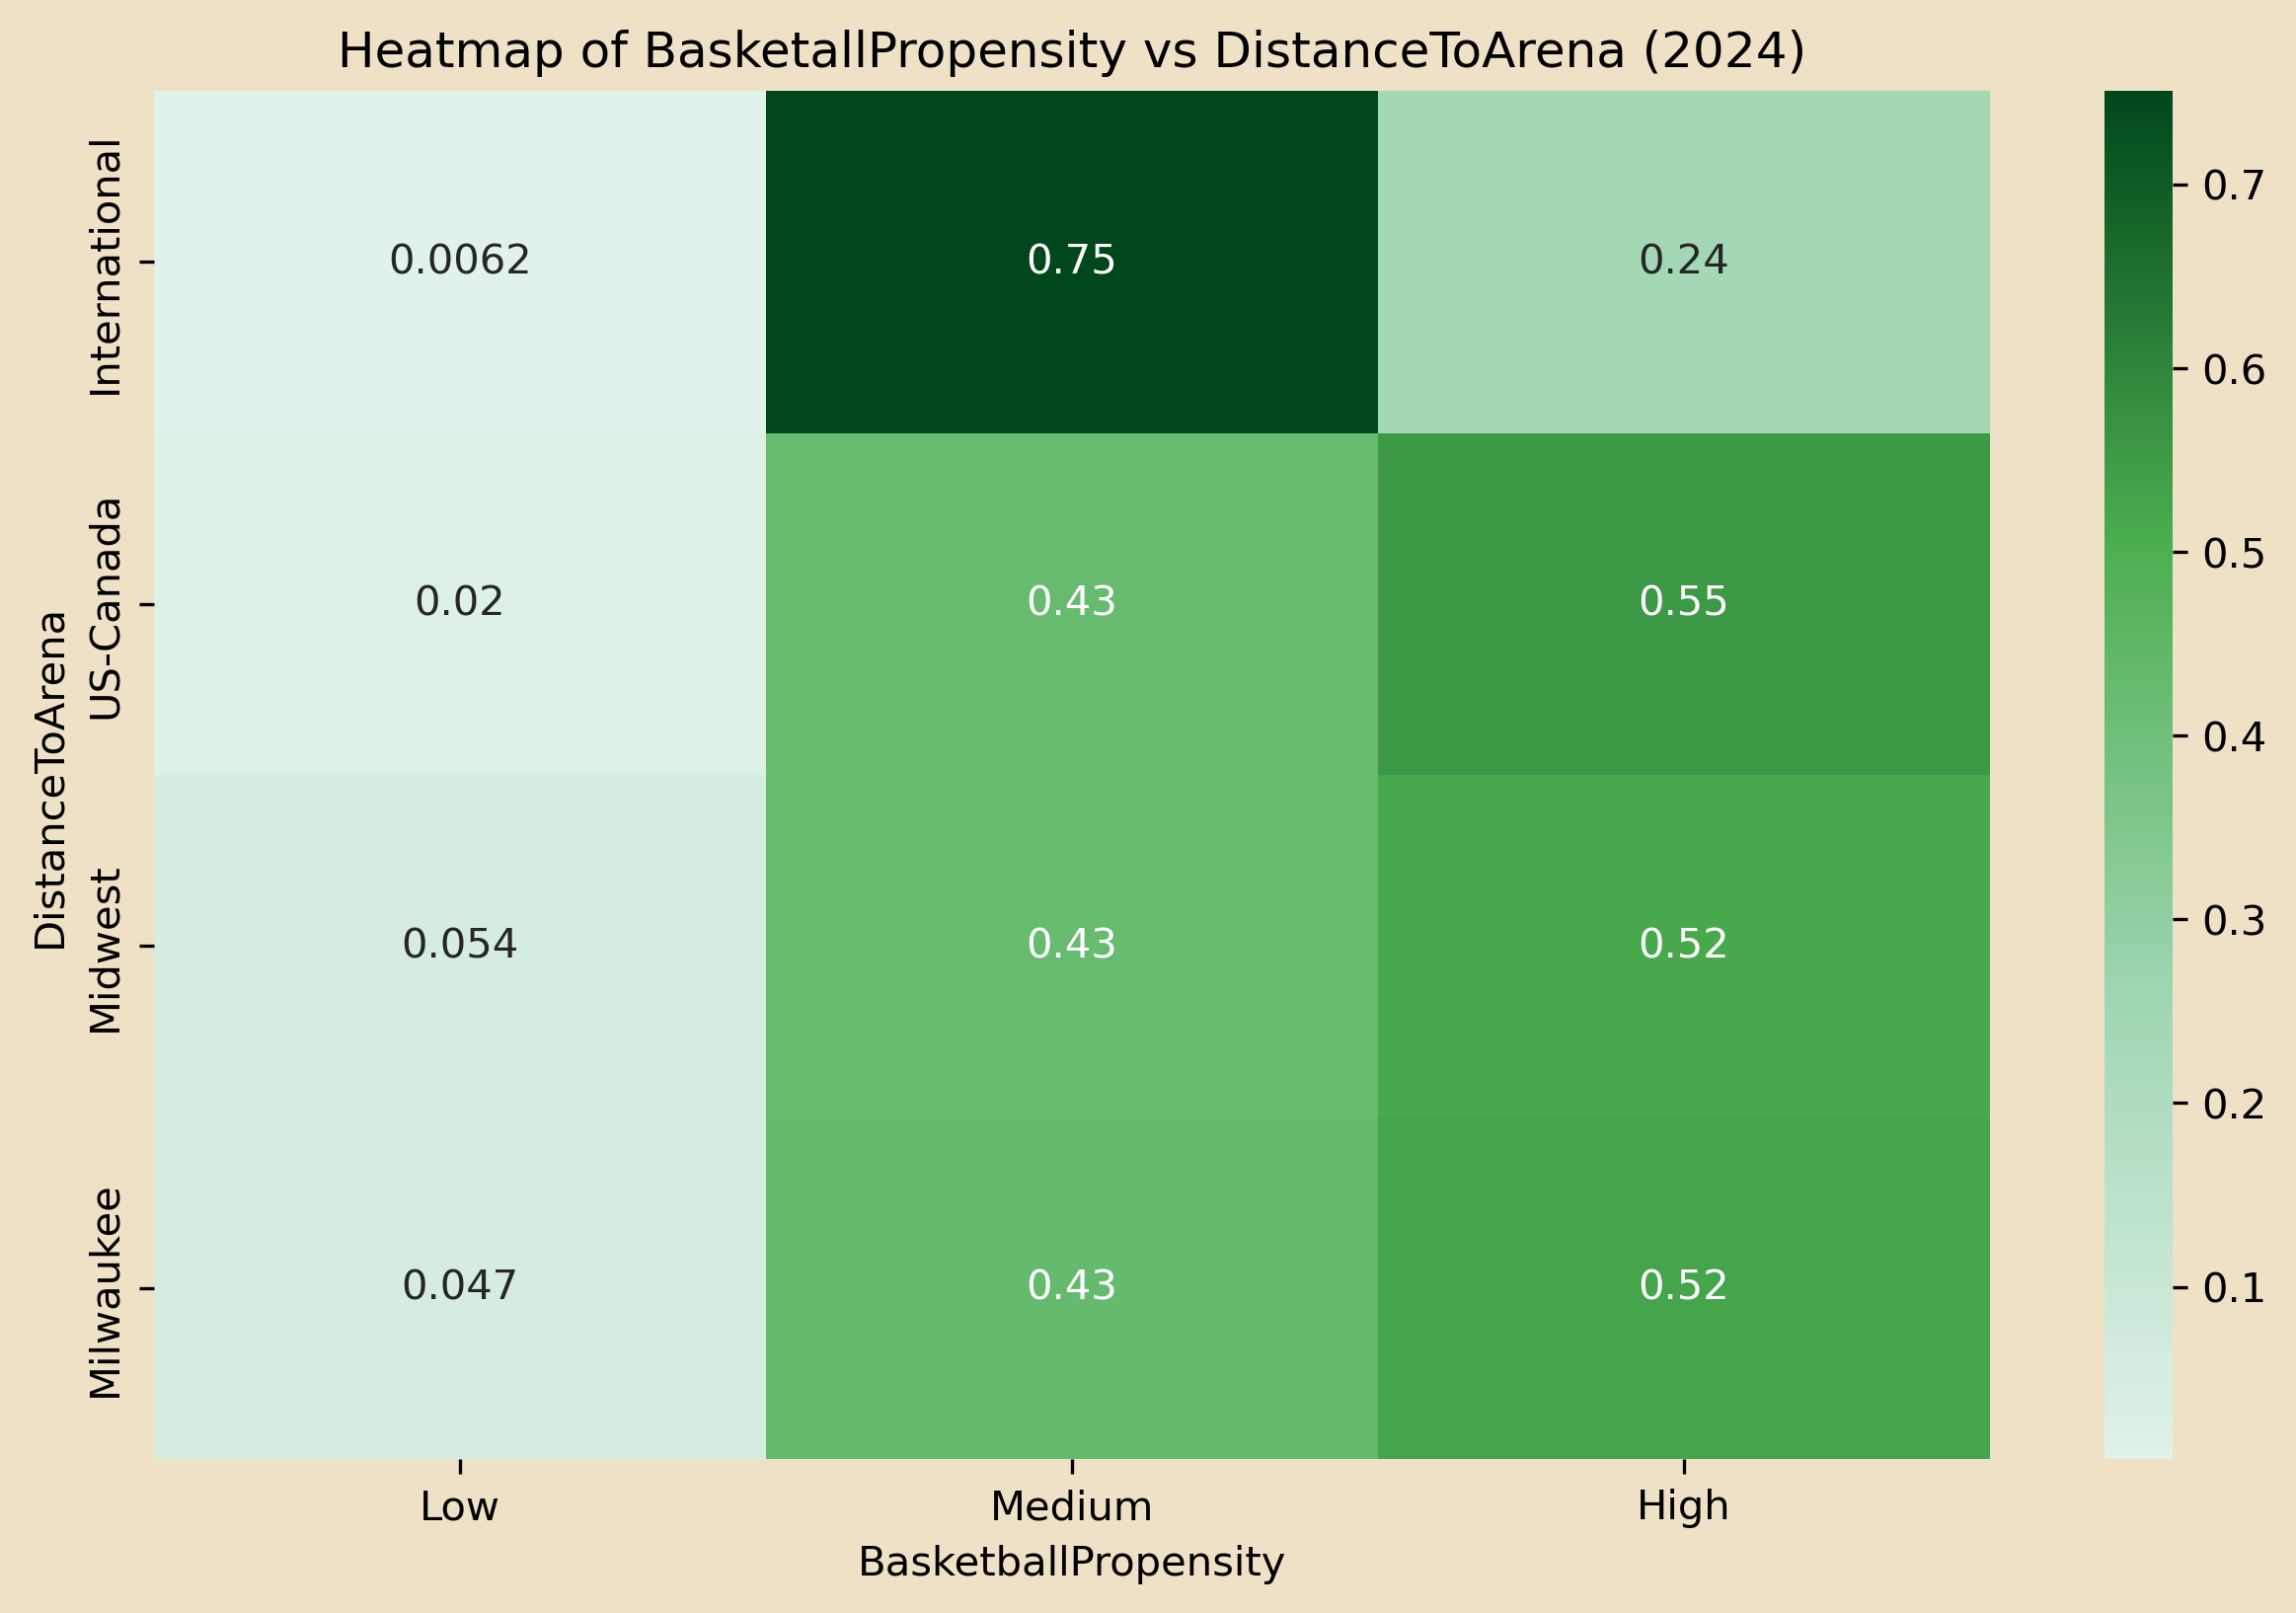 Heatmap of BasketallPropensity vs DistanceToArena (2024)
DistanceToArena
International
0.0062
0.75
0.24
US-Canada
0.02
0.43
0.55
Midwest
0.054
0.43
0.52
Milwaukee
0.047
0.43
0.52
Low
Medium
High
BasketballPropensity
0.7
0.6
0.5
0.4
0.3
0.2
0.1